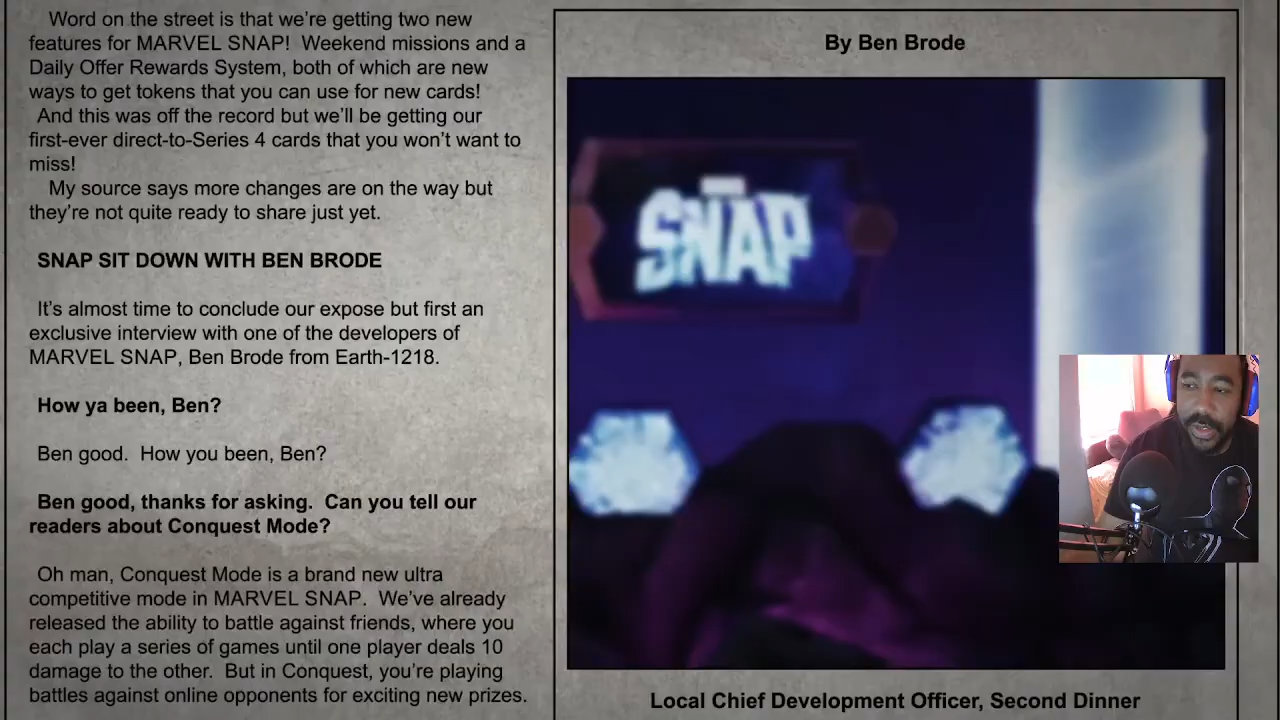 Word on the street is that we're getting two new
features for MARVEL SNAP!  Weekend missions and a
Daily Offer Rewards System, both of which are new
ways to get tokens that you can use for new cards!
And this was off the record but we'll be getting our
first-ever direct-to-Series 4 cards that you won't want to
miss!
My source says more changes are on the way but
they're not quite ready to share just yet.
SNAP SIT DOWN WITH BEN BRODE
It's almost time to conclude our expose but first an
exclusive interview with one of the developers of
MARVEL SNAP, Ben Brode from Earth-1218.
How ya been, Ben?
Ben good.  How you been, Ben?
Ben good, thanks for asking.  Can you tell our
readers about Conquest Mode?
Oh man, Conquest Mode is a brand new ultra
competitive mode in MARVEL SNAP.  We've already
released the ability to battle against friends, where you
each play a series of games until one player deals 10
damage to the other.  But in Conquest, you're playing
battles against online opponents for exciting new prizes.
By Ben Brode
SNAP
Local Chief Development Officer, Second Dinner